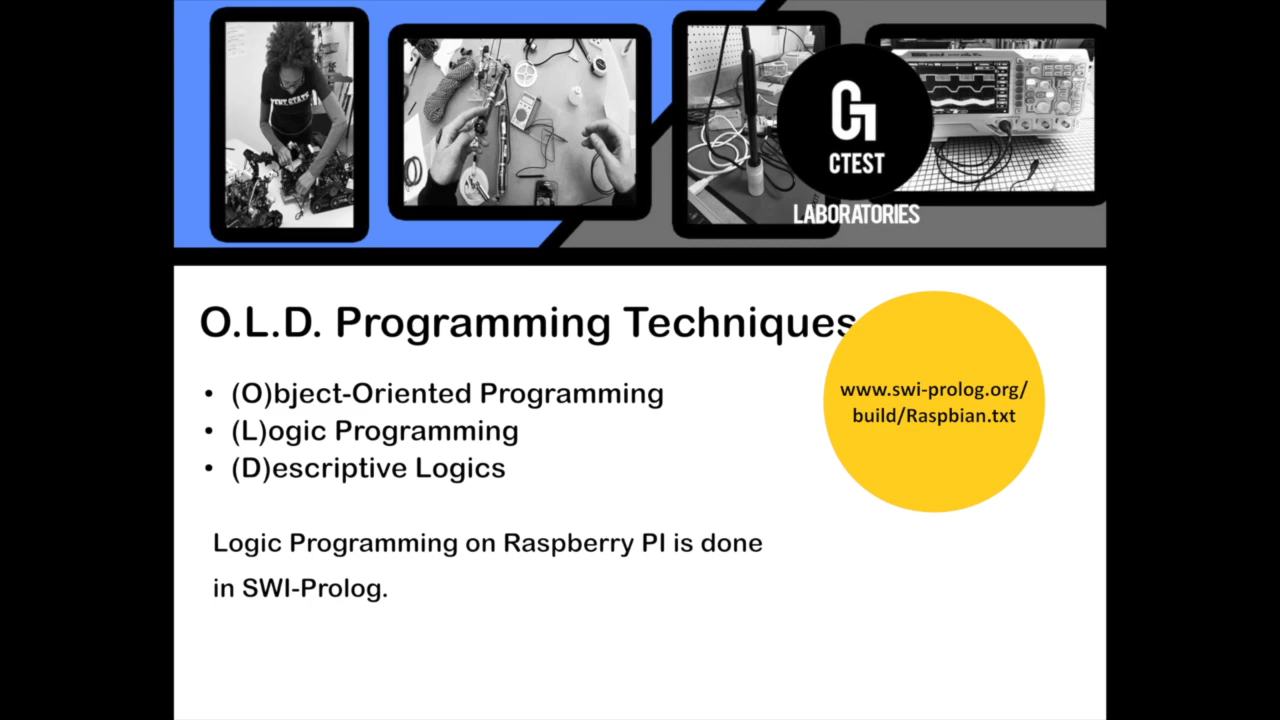 CTEST
LABORATORIES
O.L.D. Programming Techniques
• (O)bject-Oriented Programming
• (L)ogic Programming
• (D)escriptive Logics
www.swi-prolog.org/
build/Raspbian.txt
Logic Programming on Raspberry PI is done
in SWI-Prolog.